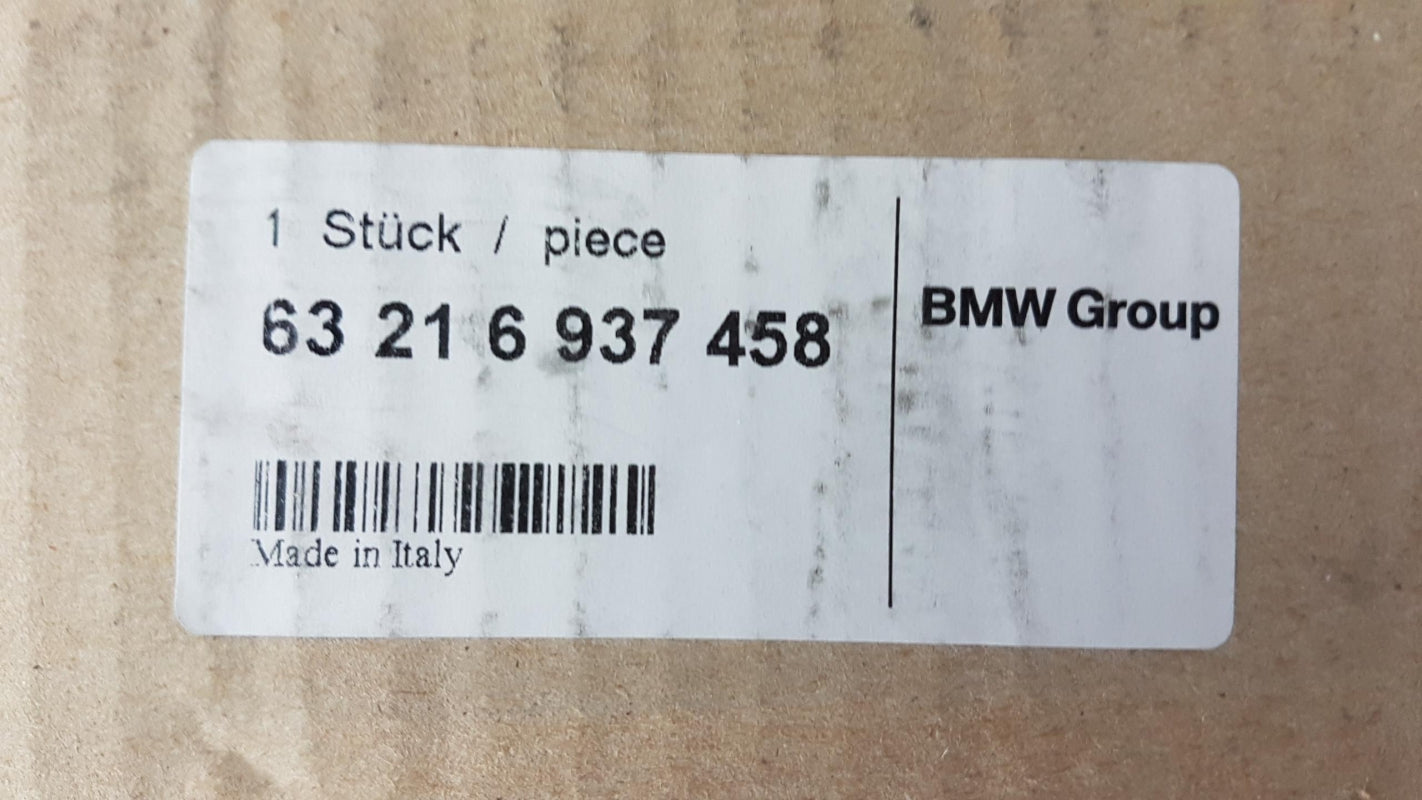 1 Stück / piece
63 21 6 937 458
BMW Group
Made in Italy